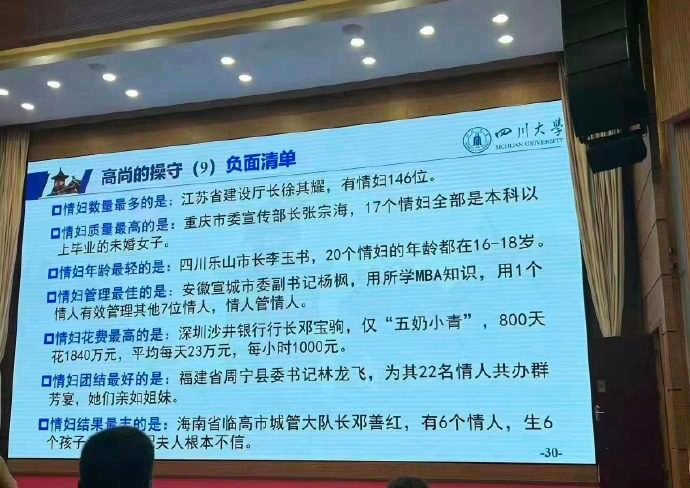 高尚的操守（9）负面清单
四川大學
SICHUAN UNIVERSITY
情妇数量最多的是：江苏省建设厅长徐其耀，有情妇146位。
情妇质量最高的是：重庆市委宣传部长张宗海，17个情妇全部是本科以
上毕业的未婚女子。
情妇年龄最轻的是：四川乐山市长李玉书，20个情妇的年龄都在16-18岁。
情妇管理最佳的是：安徽宣城市委副书记杨枫，用所学MBA知识，用1个
情人有效管理其他7位情人，情人管情人。
情妇花费最高的是：深圳沙井银行行长邓宝驹，仅“五奶小青”，800天
花1840万元，平均每天23万元，每小时1000元。
情妇团结最好的是：福建省周宁县委书记林龙飞，为其22名情人共办群
芳宴，她们亲如姐妹。
情妇结果最丰的是：海南省临高市城管大队长邓善红，有6个情人，生6
个孩子 夫人根本不信。
-30-